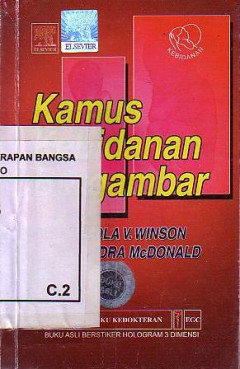 ELSEVIER
ELSEVIER
KEBIDANAN
Kamus
idanan
gambar
RAPAN BANGSA
O
OLA V. WINSON
DRA McDONALD
C.2
KU KEDOKTERAN EGC
BUKU ASLI BERSTIKER HOLOGRAM 3 DIMENSI